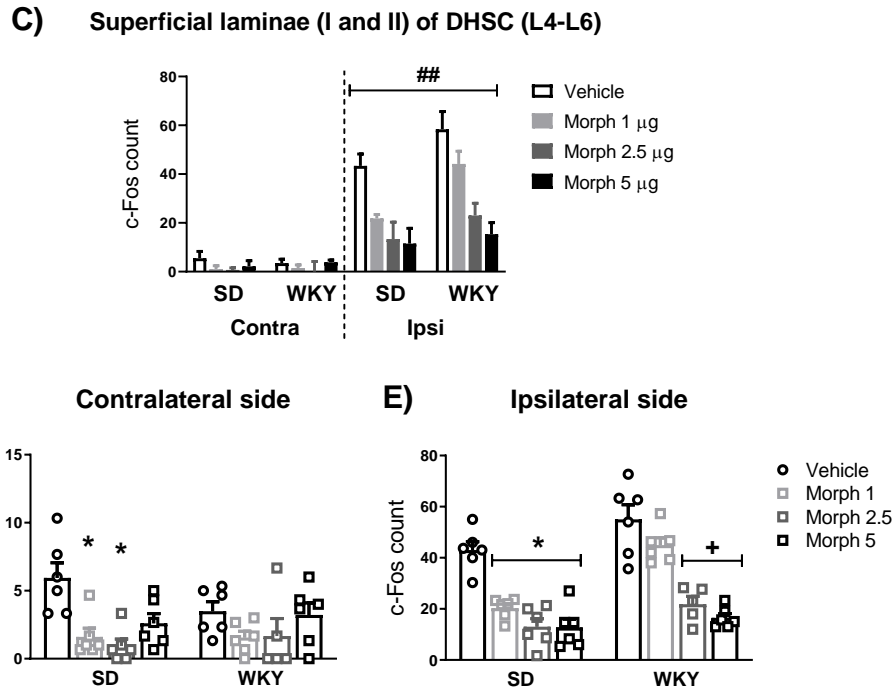 C) Superficial laminae (I and II) of DHSC (L4-L6)
80
60
40
20
0
c-Fos count
##
Vehicle
Morph 1 μg
Morph 2.5 μg
Morph 5 μg
SD WKY SD WKY
Contra Ipsi
Contralateral side
15
10
5
0
* *
SD WKY
E) Ipsilateral side
80
60
40
20
0
c-Fos count
* +
Vehicle
Morph 1
Morph 2.5
Morph 5
SD WKY